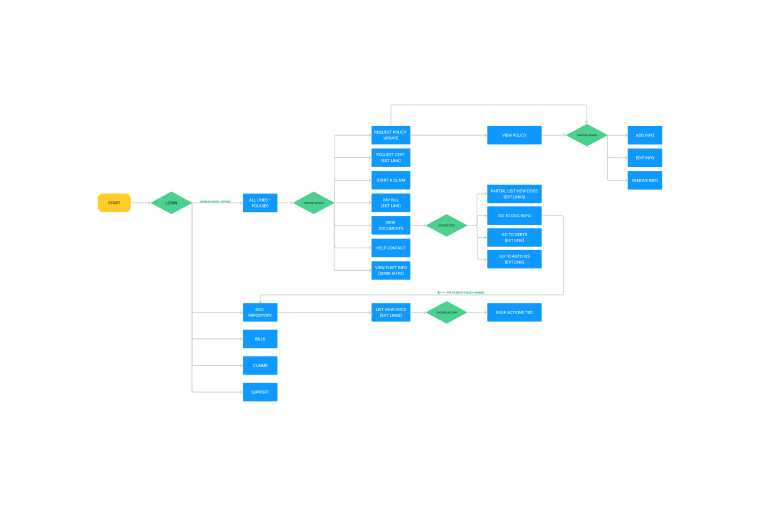 REQUEST POLICY
UPDATE
VIEW POLICY
ADD INFO
REQUEST CERT
(EXT LINK)
EDIT INFO
START A CLAIM
REMOVE INFO
START
LOGIN
ALL LINES -
POLICIES
PAY BILL
(EXT LINK)
PARTIAL LIST VIEW DOCS
(EXT LINKS)
VIEW
DOCUMENTS
GO TO DOC REPO
GO TO CERTS
(EXT LINK)
HELP CONTACT
GO TO AUTO IDS
(EXT LINK)
VIEW FLEET INFO
DOC
REPOSITORY
LIST VIEW DOCS
(EXT LINKS)
BULK ACTIONS TBD
BILLS
CLAIMS
SUPPORT